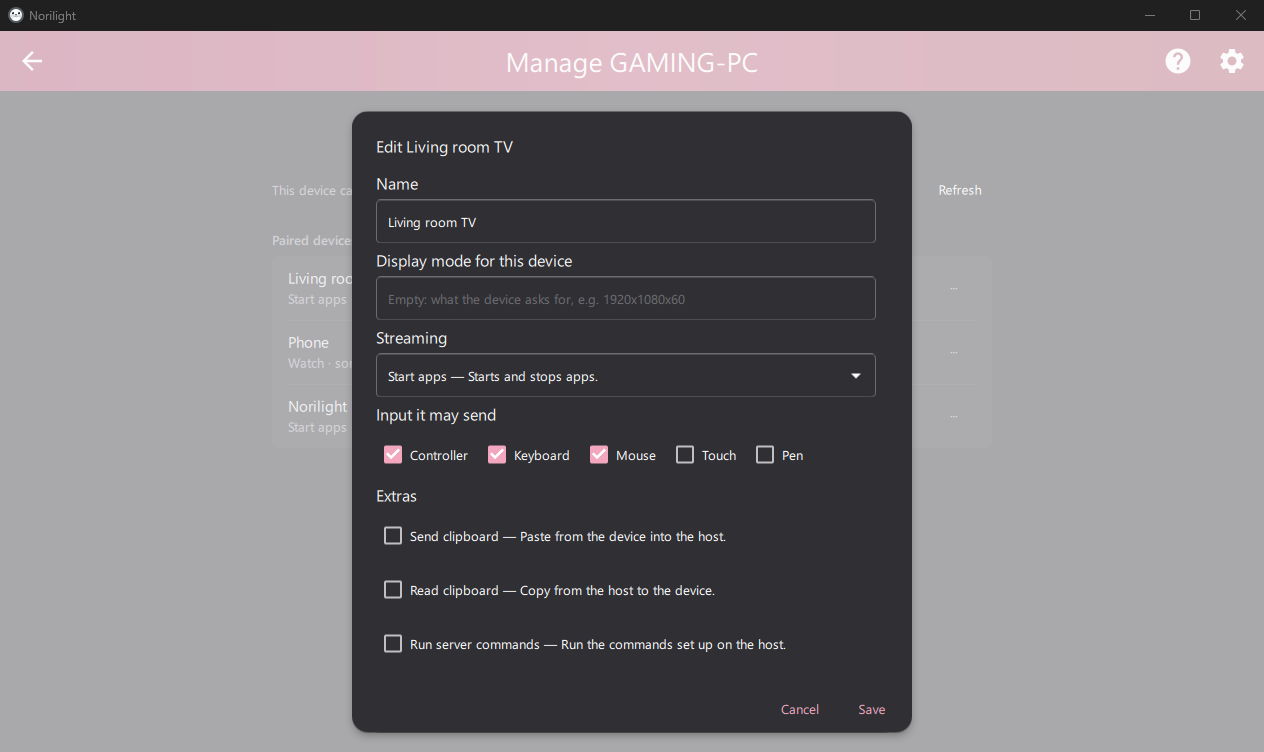 Norilight
Manage GAMING-PC
This device ca
Refresh
Paired device
Living roo
Start apps
...
Phone
Watch · sor
...
Norilight
Start apps
...
Edit Living room TV
Name
Living room TV
Display mode for this device
Empty: what the device asks for, e.g. 1920x1080x60
Streaming
Start apps — Starts and stops apps.
Input it may send
Controller Keyboard Mouse Touch Pen
Extras
Send clipboard — Paste from the device into the host.
Read clipboard — Copy from the host to the device.
Run server commands — Run the commands set up on the host.
Cancel Save